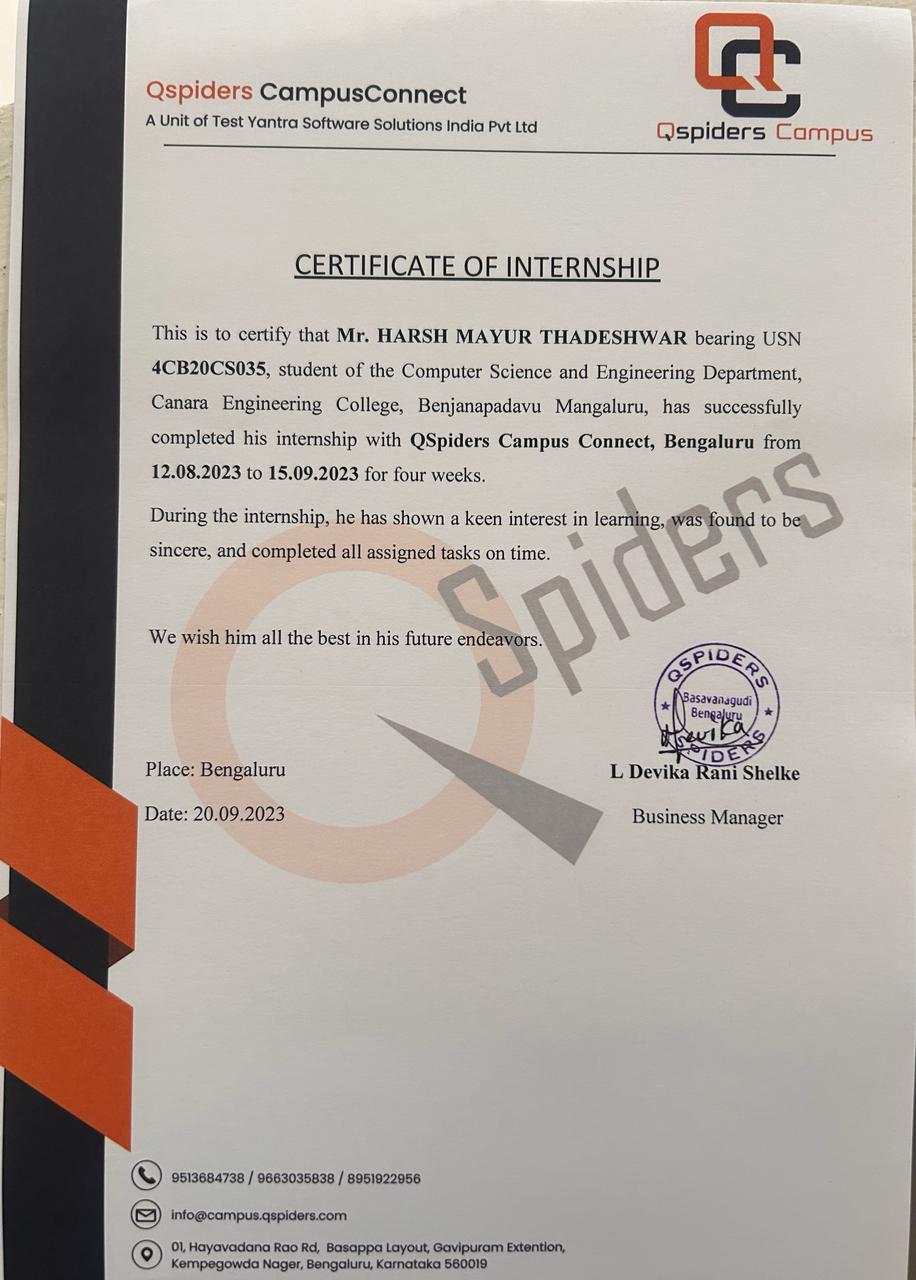 Qspiders CampusConnect
A Unit of Test Yantra Software Solutions India Pvt Ltd
QC
Qspiders Campus
CERTIFICATE OF INTERNSHIP
This is to certify that Mr. HARSH MAYUR THADESHWAR bearing USN
4CB20CS035, student of the Computer Science and Engineering Department,
Canara Engineering College, Benjanapadavu Mangaluru, has successfully
completed his internship with QSpiders Campus Connect, Bengaluru from
12.08.2023 to 15.09.2023 for four weeks.
During the internship, he has shown a keen interest in learning, was found to be
sincere, and completed all assigned tasks on time.
QSpiders
We wish him all the best in his future endeavors.
QSPIDERS
Basavanagudi
Bengaluru
QSPIDERS
Devika
Place: Bengaluru
L Devika Rani Shelke
Date: 20.09.2023
Business Manager
9513684738 / 9663035838 / 8951922956
info@campus.qspiders.com
01, Hayavadana Rao Rd, Basappa Layout, Gavipuram Extention,
Kempegowda Nager, Bengaluru, Karnataka 560019